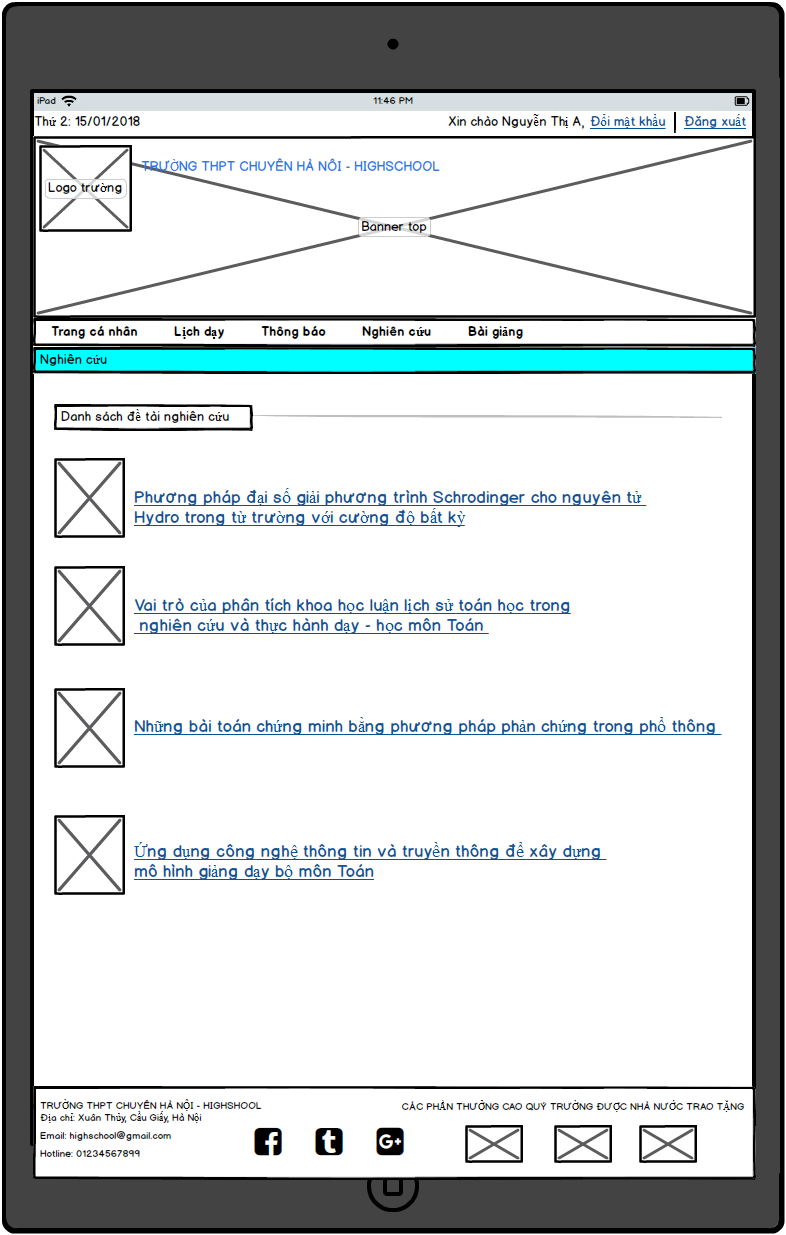 iPad 11:46 PM
Thứ 2: 15/01/2018 Xin chào Nguyễn Thị A, Đổi mật khẩu Đăng xuất
TRƯỜNG THPT CHUYÊN HÀ NÔI - HIGHSCHOOL
Logo trường
Banner top
Trang cá nhân Lịch dạy Thông báo Nghiên cứu Bài giảng
Nghiên cứu
Danh sách đề tài nghiên cứu
Phương pháp đại số giải phương trình Schrodinger cho nguyên tử
Hydro trong từ trường với cường độ bất kỳ
Vai trò của phân tích khoa học luận lịch sử toán học trong
nghiên cứu và thực hành dạy - học môn Toán
Những bài toán chứng minh bằng phương pháp phản chứng trong phổ thông
Ứng dụng công nghệ thông tin và truyền thông để xây dựng
mô hình giảng dạy bộ môn Toán
TRƯỜNG THPT CHUYÊN HÀ NỘI - HIGHSHOOL
Địa chỉ: Xuân Thủy, Cầu Giấy, Hà Nội
Email: highschool@gmail.com
Hotline: 01234567899
CÁC PHẦN THƯỞNG CAO QUÝ TRƯỜNG ĐƯỢC NHÀ NƯỚC TRAO TẶNG